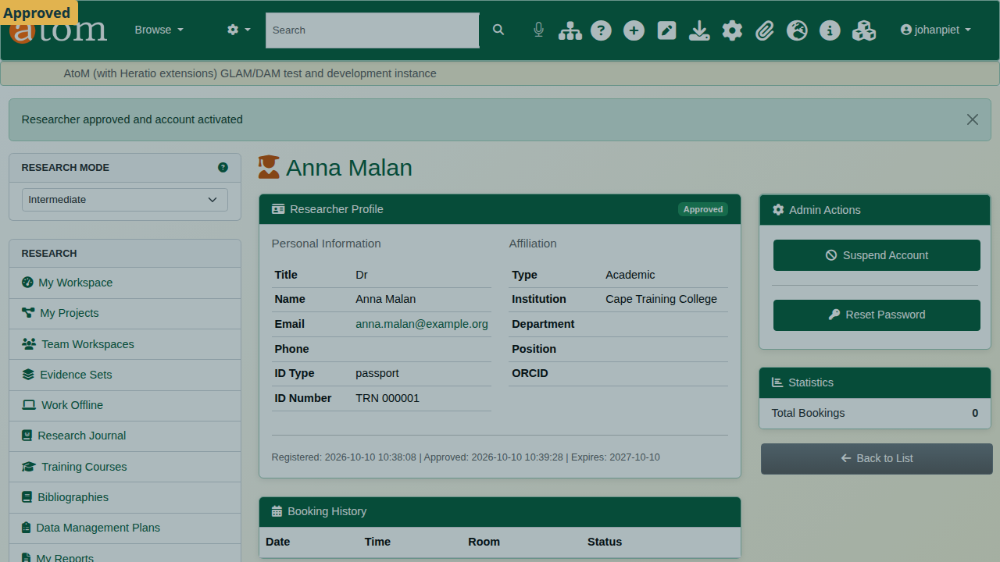 Approved
atom
Browse
Search
johanpiet
AtoM (with Heratio extensions) GLAM/DAM test and development instance
Researcher approved and account activated
RESEARCH MODE
Intermediate
RESEARCH
My Workspace
My Projects
Team Workspaces
Evidence Sets
Work Offline
Research Journal
Training Courses
Bibliographies
Data Management Plans
My Reports
Anna Malan
Researcher Profile Approved
Personal Information
Title Dr
Name Anna Malan
Email anna.malan@example.org
Phone
ID Type passport
ID Number TRN 000001
Affiliation
Type Academic
Institution Cape Training College
Department
Position
ORCID
Registered: 2026-10-10 10:38:08 | Approved: 2026-10-10 10:39:28 | Expires: 2027-10-10
Booking History
Date Time Room Status
Admin Actions
Suspend Account
Reset Password
Statistics
Total Bookings 0
Back to List